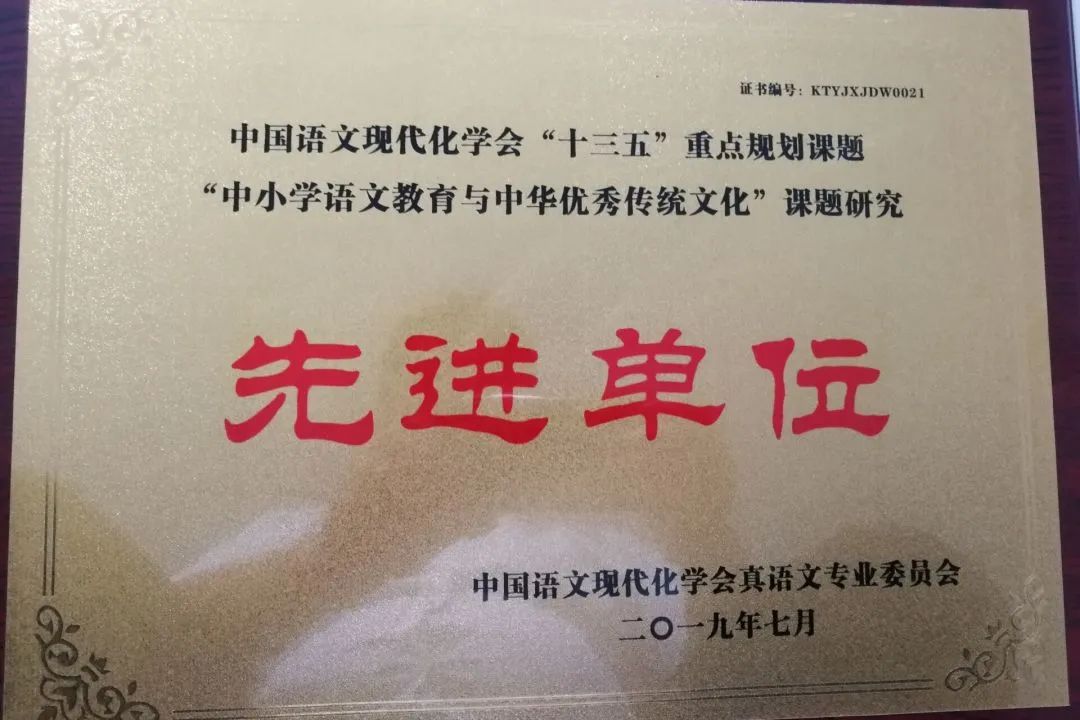 证书编号：KTYJXJDW0021
中国语文现代化学会“十三五”重点规划课题
“中小学语文教育与中华优秀传统文化”课题研究
先进单位
中国语文现代化学会真语文专业委员会
二〇一九年七月